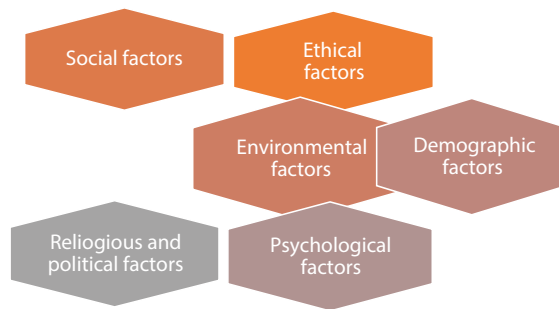 Social factors
Ethical
factors
Environmental
factors
Demographic
factors
Reliogious and
political factors
Psychological
factors